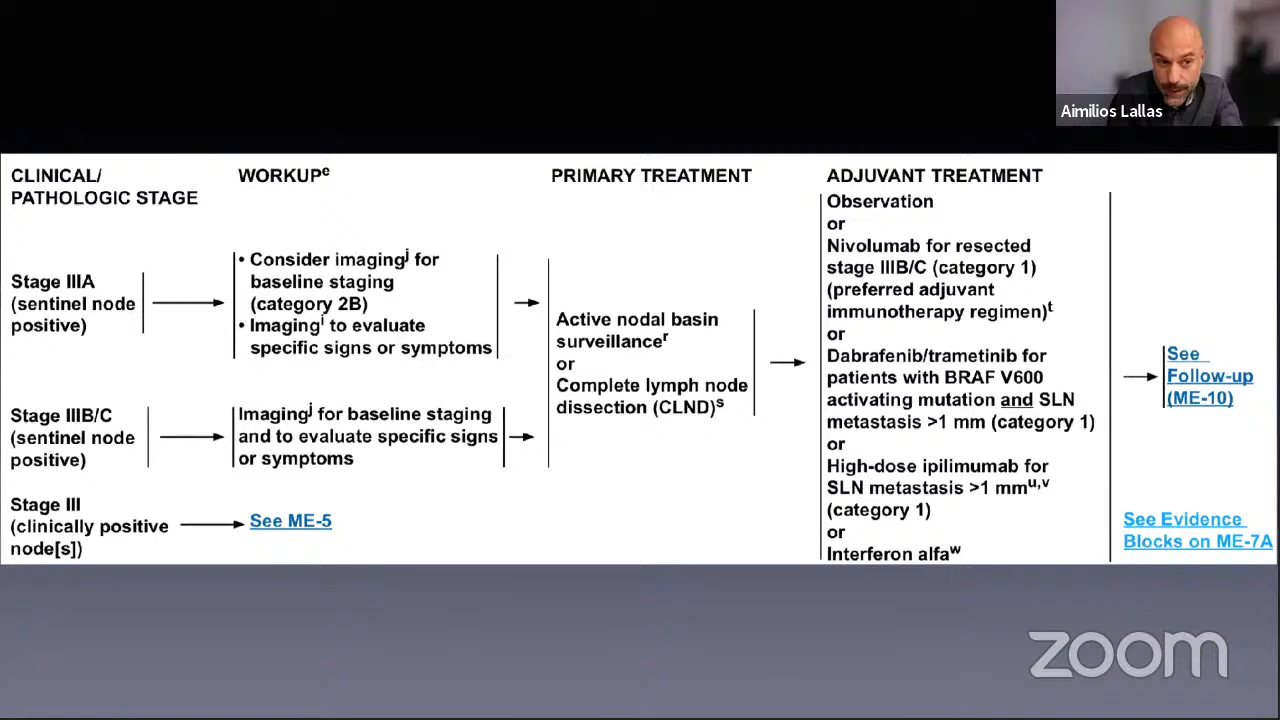 Aimilios Lallas
CLINICAL/
PATHOLOGIC STAGE
WORKUPe
PRIMARY TREATMENT
ADJUVANT TREATMENT
Stage IIIA
(sentinel node
positive)
• Consider imagingj for
baseline staging
(category 2B)
• Imagingi to evaluate
specific signs or symptoms
Stage IIIB/C
(sentinel node
positive)
Imagingj for baseline staging
and to evaluate specific signs
or symptoms
Stage III
(clinically positive
node[s])
See ME-5
Active nodal basin
surveillancer
or
Complete lymph node
dissection (CLND)s
Observation
or
Nivolumab for resected
stage IIIB/C (category 1)
(preferred adjuvant
immunotherapy regimen)t
or
Dabrafenib/trametinib for
patients with BRAF V600
activating mutation and SLN
metastasis >1 mm (category 1)
or
High-dose ipilimumab for
SLN metastasis >1 mmu,v
(category 1)
or
Interferon alfaw
See
Follow-up
(ME-10)
See Evidence
Blocks on ME-7A
zoom